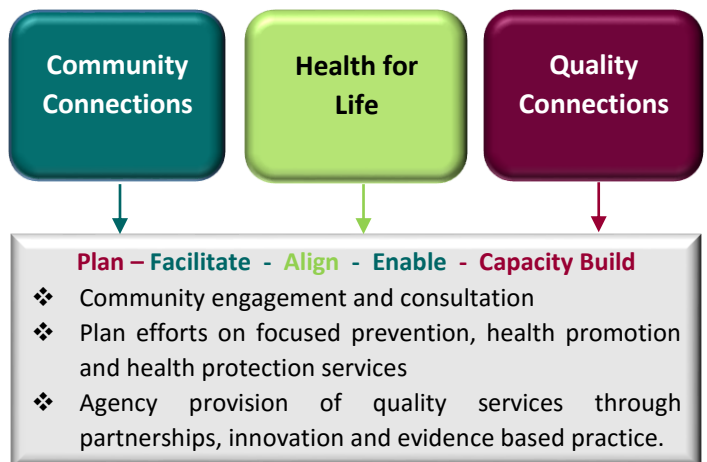 Community
Connections
Health for
Life
Quality
Connections
Plan – Facilitate - Align - Enable - Capacity Build
❖ Community engagement and consultation
❖ Plan efforts on focused prevention, health promotion
and health protection services
❖ Agency provision of quality services through
partnerships, innovation and evidence based practice.